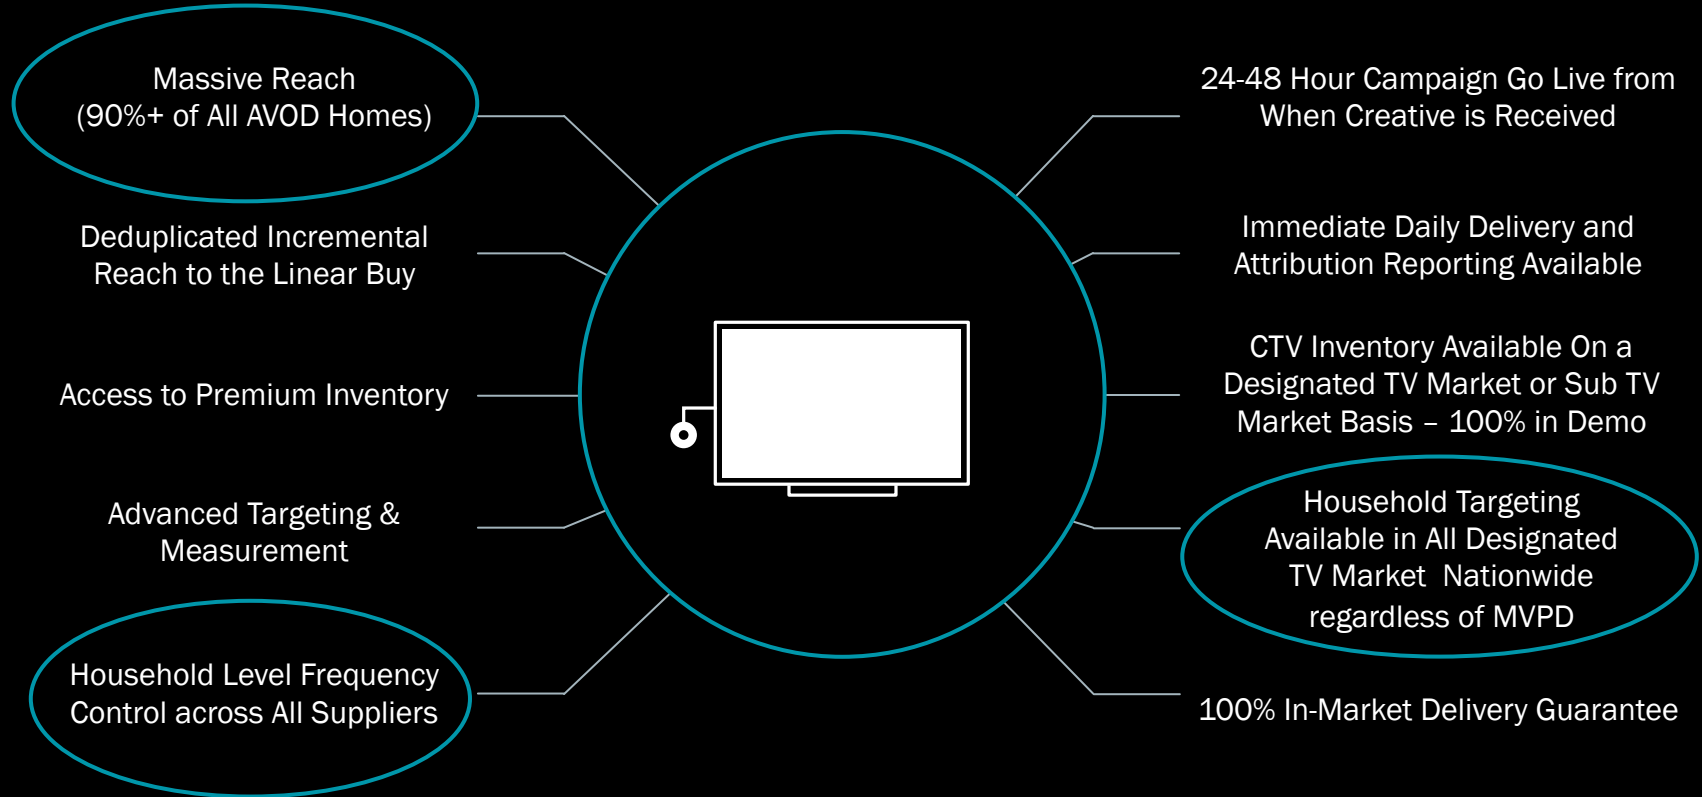 Massive Reach
(90%+ of All AVOD Homes)
Deduplicated Incremental
Reach to the Linear Buy
Access to Premium Inventory
Advanced Targeting &
Measurement
Household Level Frequency
Control across All Suppliers
24-48 Hour Campaign Go Live from
When Creative is Received
Immediate Daily Delivery and
Attribution Reporting Available
CTV Inventory Available On a
Designated TV Market or Sub TV
Market Basis – 100% in Demo
Household Targeting
Available in All Designated
TV Market  Nationwide
regardless of MVPD
100% In-Market Delivery Guarantee